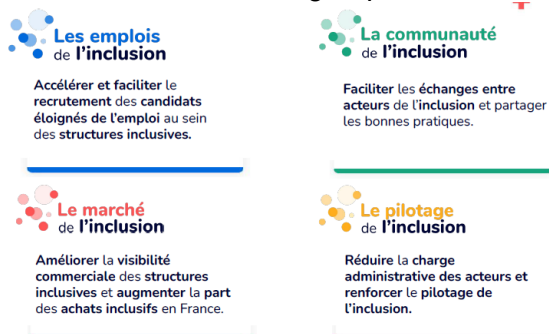 Les emplois
de l'inclusion
Accélérer et faciliter le
recrutement des candidats
éloignés de l'emploi au sein
des structures inclusives.
La communauté
de l'inclusion
Faciliter les échanges entre
acteurs de l'inclusion et partager
les bonnes pratiques.
Le marché
de l'inclusion
Améliorer la visibilité
commerciale des structures
inclusives et augmenter la part
des achats inclusifs en France.
Le pilotage
de l'inclusion
Réduire la charge
administrative des acteurs et
renforcer le pilotage de
l'inclusion.